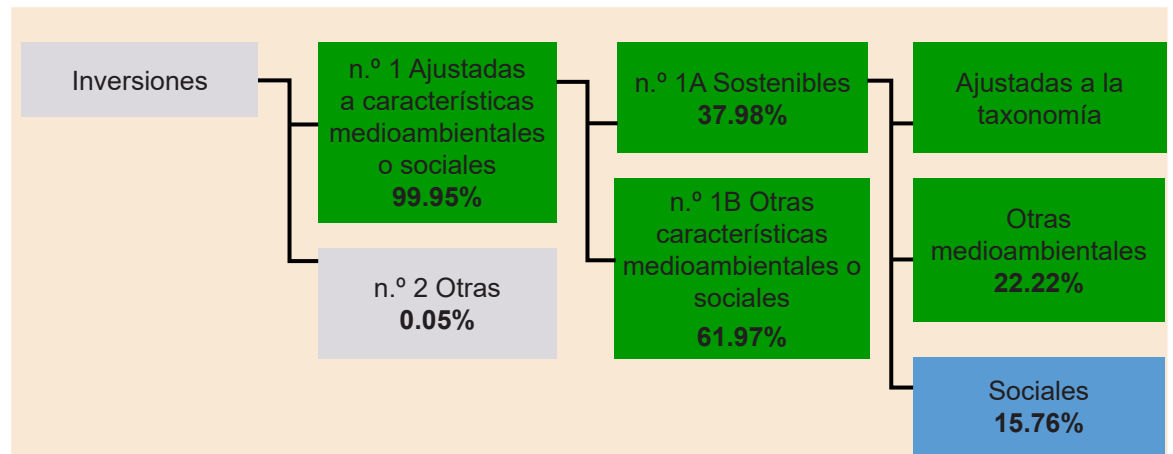 Inversiones
n.º 1 Ajustadas
a características
medioambientales
o sociales
99.95%
n.º 2 Otras
0.05%
n.º 1A Sostenibles
37.98%
n.º 1B Otras
características
medioambientales o
sociales
61.97%
Ajustadas a la
taxonomía
Otras
medioambientales
22.22%
Sociales
15.76%